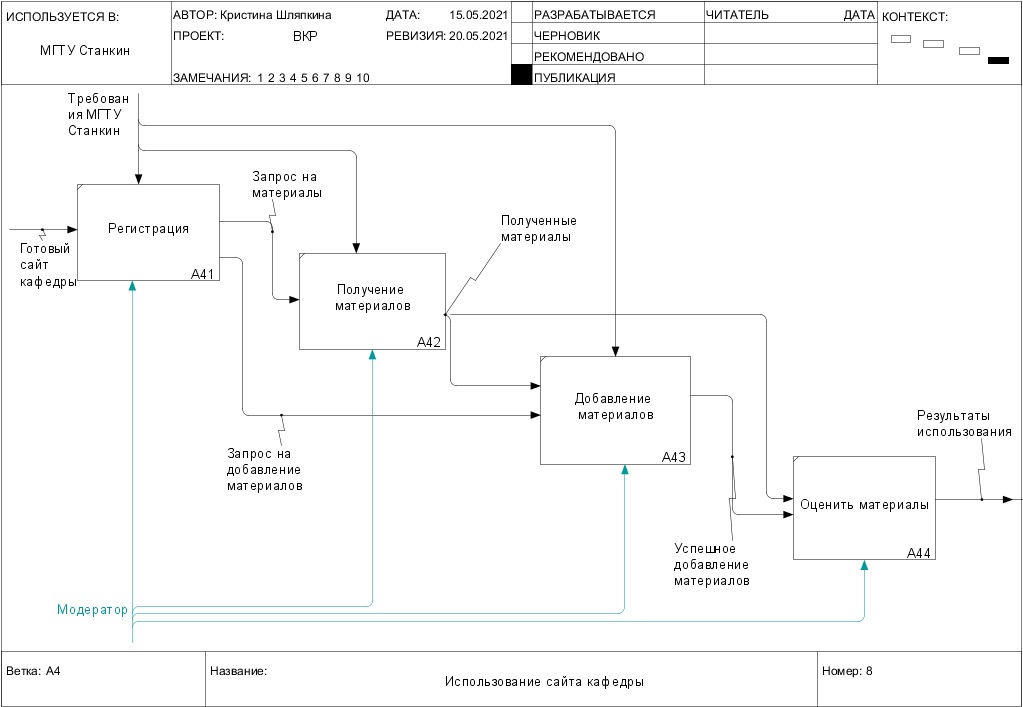 ИСПОЛЬЗУЕТСЯ В:
МГТУ Станкин
АВТОР: Кристина Шляпкина
ДАТА: 15.05.2021
ПРОЕКТ: ВКР
РЕВИЗИЯ: 20.05.2021
ЗАМЕЧАНИЯ: 1 2 3 4 5 6 7 8 9 10
РАЗРАБАТЫВАЕТСЯ
ЧЕРНОВИК
РЕКОМЕНДОВАНО
ПУБЛИКАЦИЯ
ЧИТАТЕЛЬ
ДАТА
КОНТЕКСТ:
Требован
ия МГТУ
Станкин
Запрос на
материалы
Регистрация
A41
Готовый
сайт
кафедры
Полученные
материалы
Получение
материалов
A42
Добавление
материалов
A43
Запрос на
добавление
материалов
Результаты
использования
Оценить материалы
A44
Успешное
добавление
материалов
Модератор
Ветка: A4
Название:
Использование сайта кафедры
Номер: 8